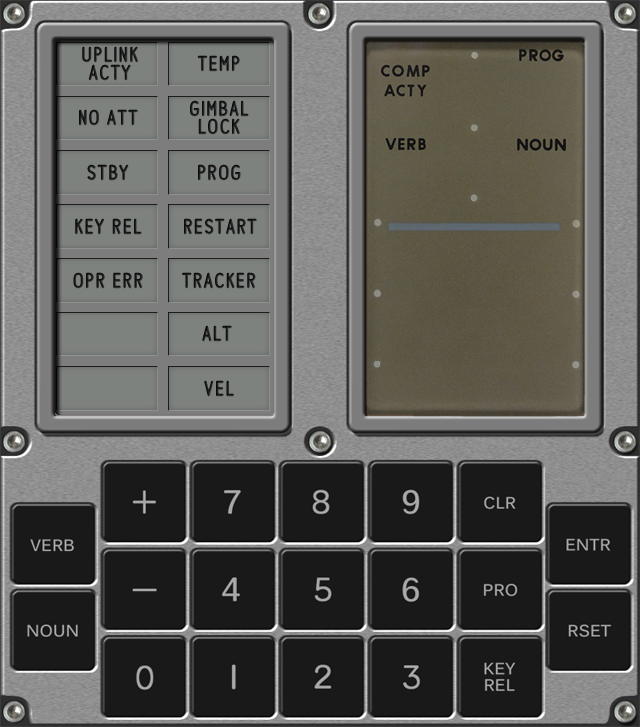 UPLINK
ACTY
TEMP
NO ATT
GIMBAL
LOCK
STBY
PROG
KEY REL
RESTART
OPR ERR
TRACKER
ALT
VEL
COMP
ACTY
PROG
VERB
NOUN
VERB
NOUN
+
7
8
9
CLR
−
4
5
6
PRO
0
1
2
3
KEY
REL
ENTR
RSET